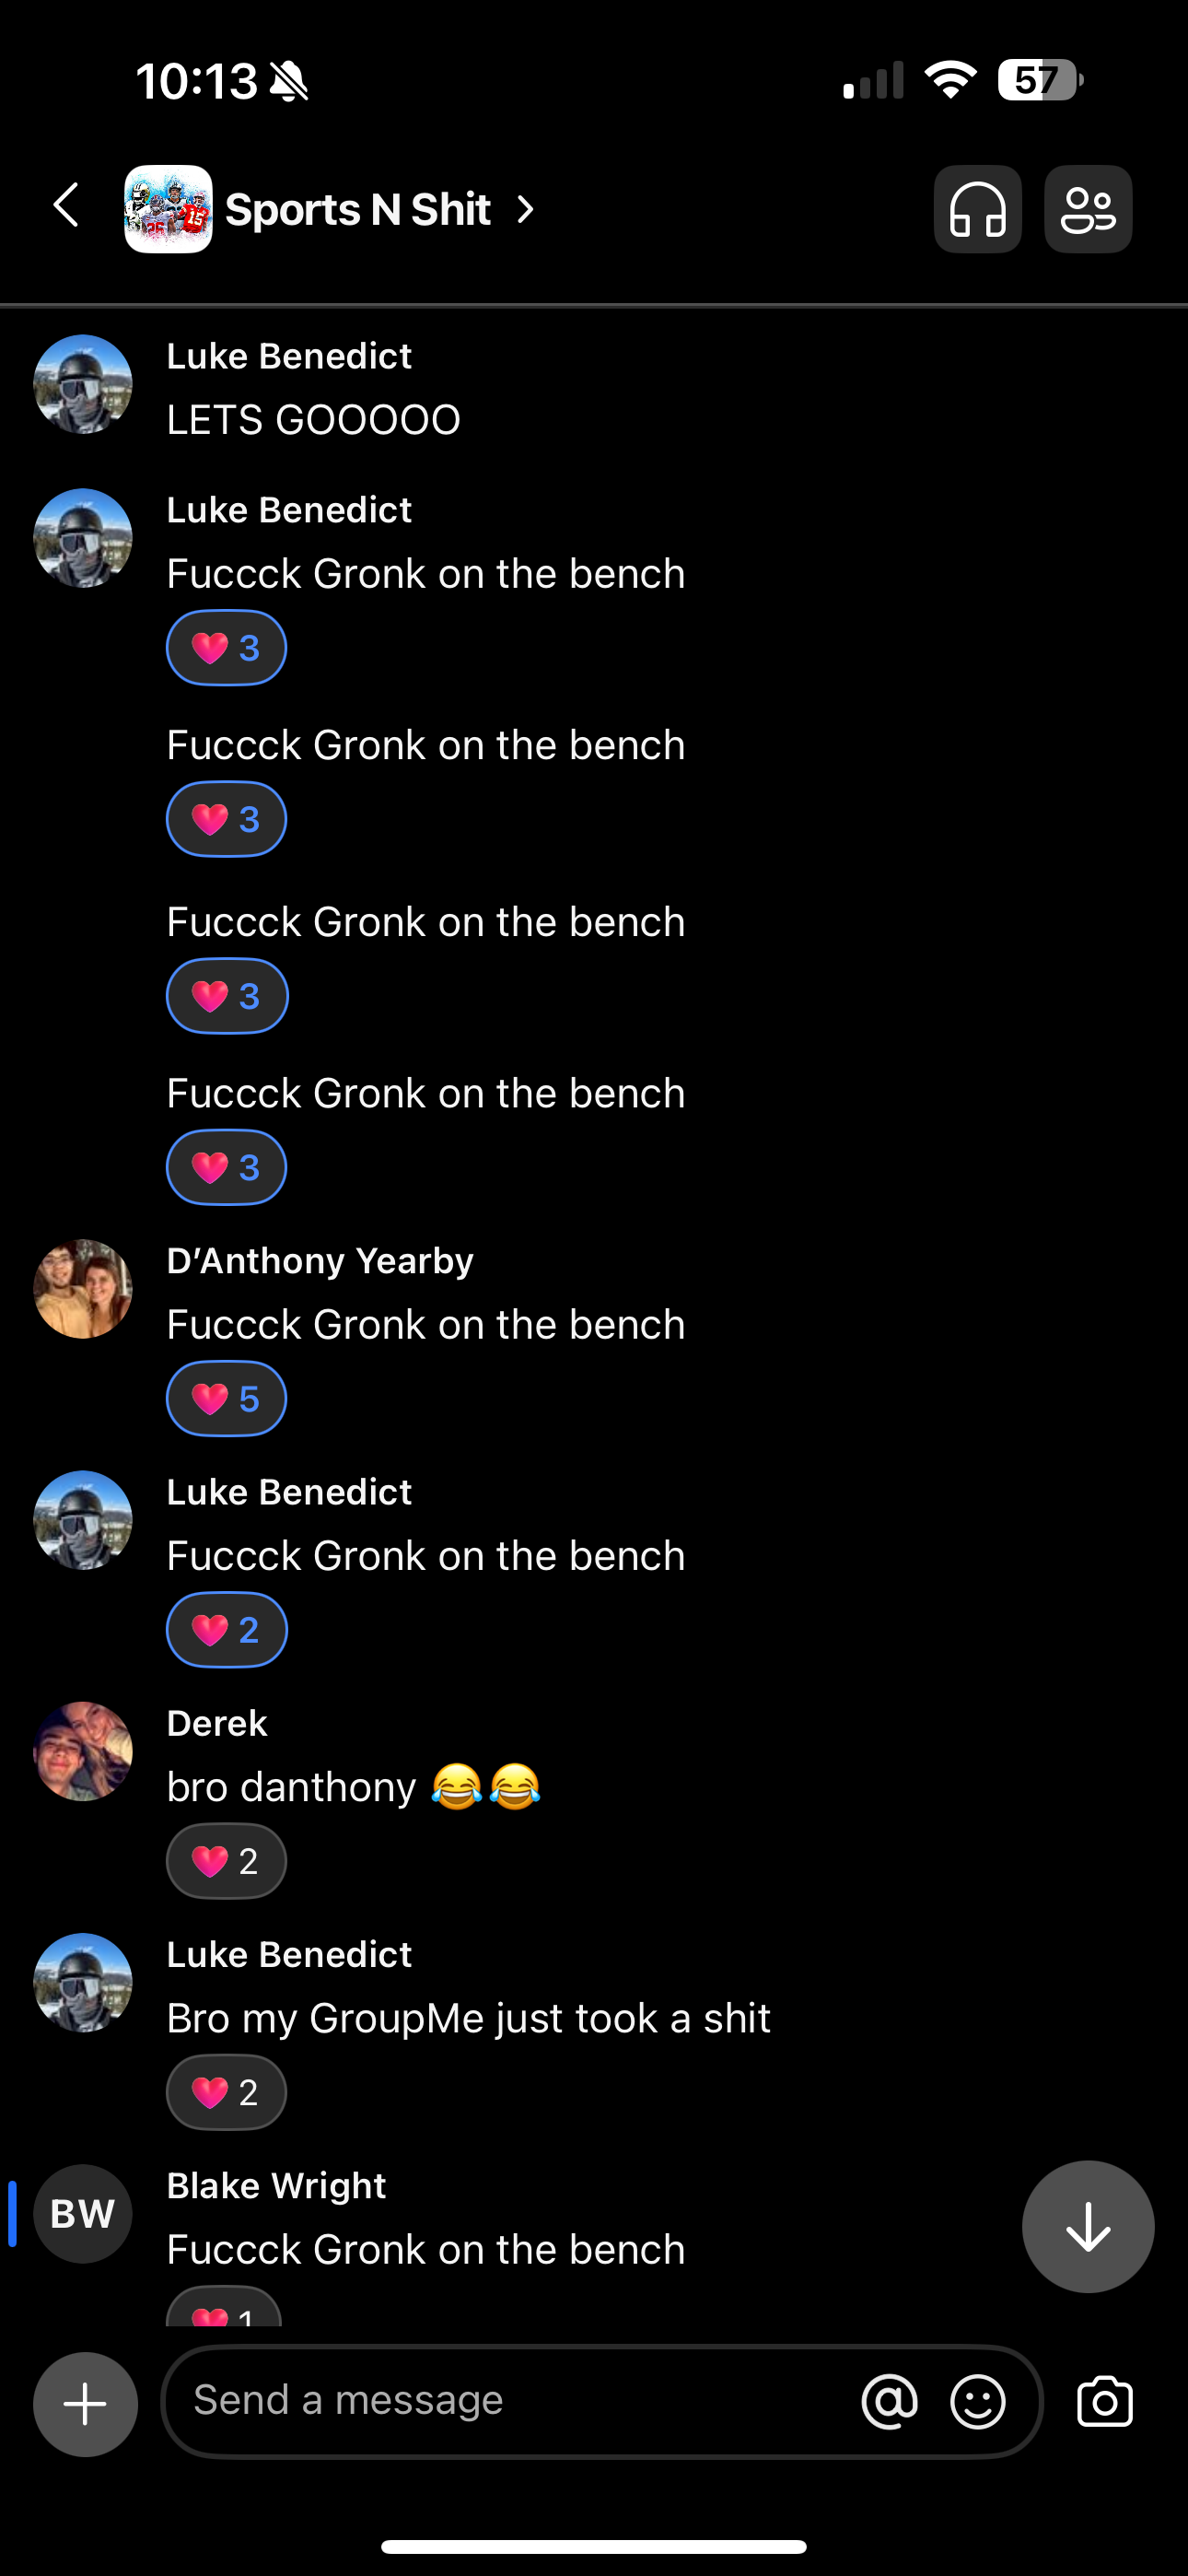 10:13
57
Sports N Shit
Luke Benedict
LETS GOOOOO
Luke Benedict
Fuccck Gronk on the bench
3
Fuccck Gronk on the bench
3
Fuccck Gronk on the bench
3
Fuccck Gronk on the bench
3
D’Anthony Yearby
Fuccck Gronk on the bench
5
Luke Benedict
Fuccck Gronk on the bench
2
Derek
bro danthony 😂😂
2
Luke Benedict
Bro my GroupMe just took a shit
2
BW
Blake Wright
Fuccck Gronk on the bench
1
Send a message